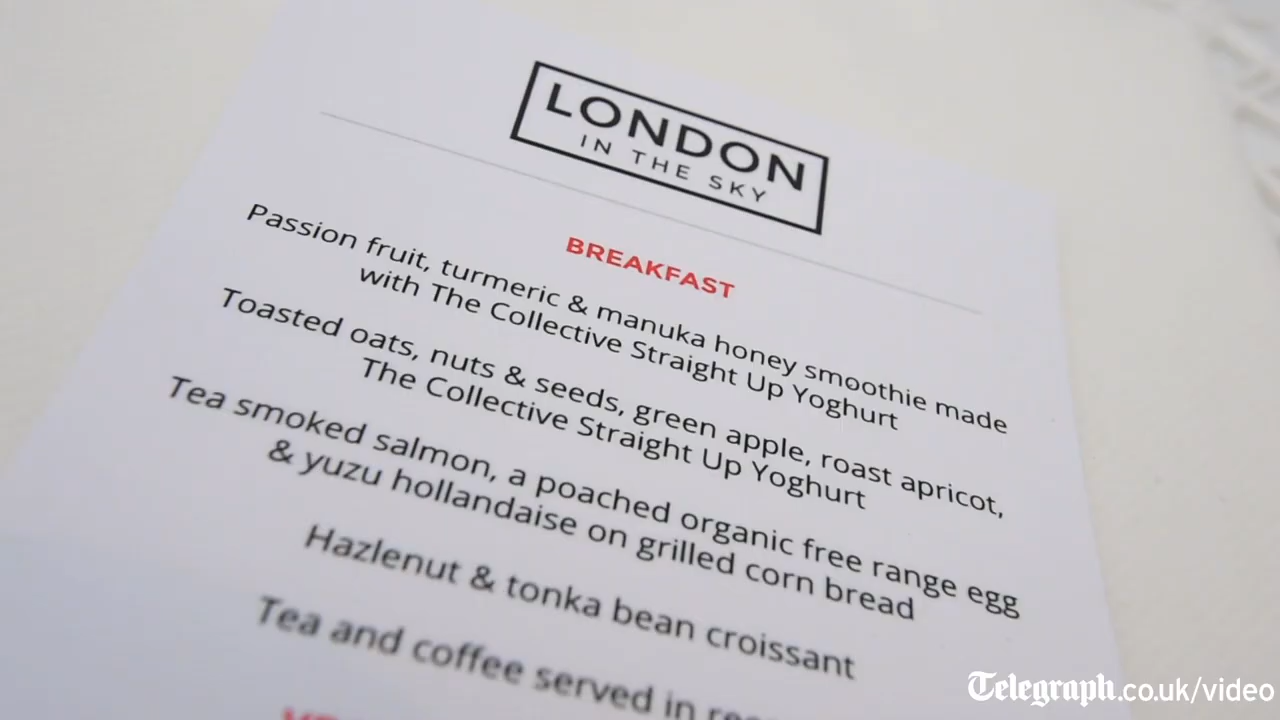 LONDON
IN THE SKY
BREAKFAST
Passion fruit, turmeric & manuka honey smoothie made
with The Collective Straight Up Yoghurt
Toasted oats, nuts & seeds, green apple, roast apricot,
The Collective Straight Up Yoghurt
Tea smoked salmon, a poached organic free range egg
& yuzu hollandaise on grilled corn bread
Hazlenut & tonka bean croissant
Tea and coffee served in
Telegraph.co.uk/video